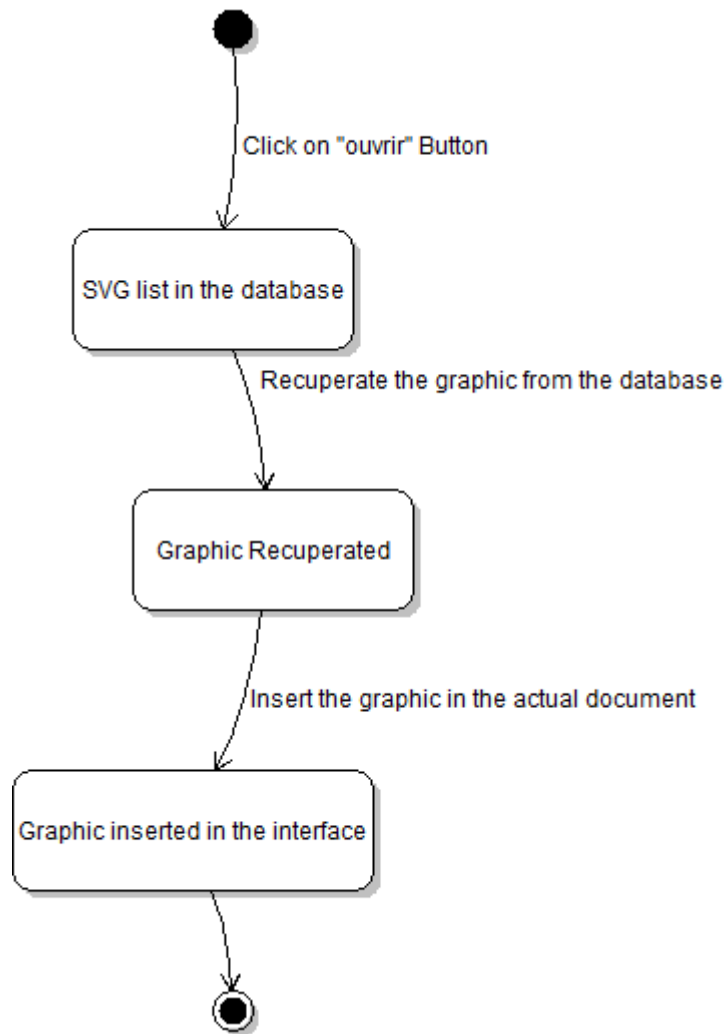 Click on "ouvrir" Button
SVG list in the database
Recuperate the graphic from the database
Graphic Recuperated
Insert the graphic in the actual document
Graphic inserted in the interface